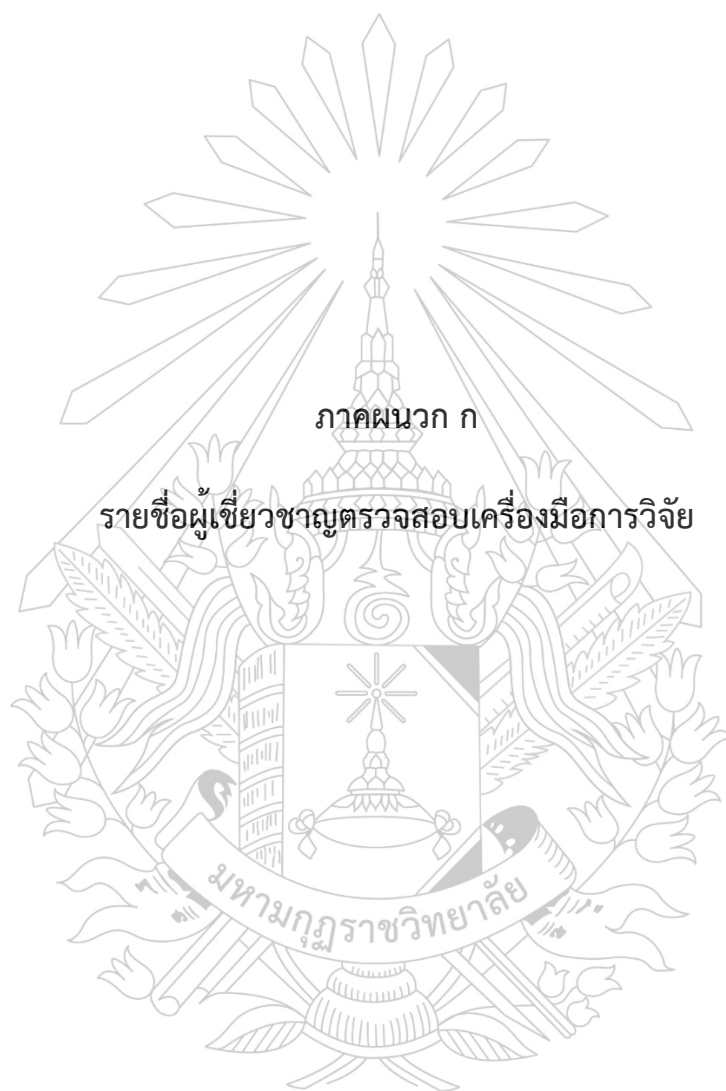 ภาคผนวก ก
รายชื่อผู้เชี่ยวชาญตรวจสอบเครื่องมือการวิจัย
มหามกุฏราชวิทยาลัย